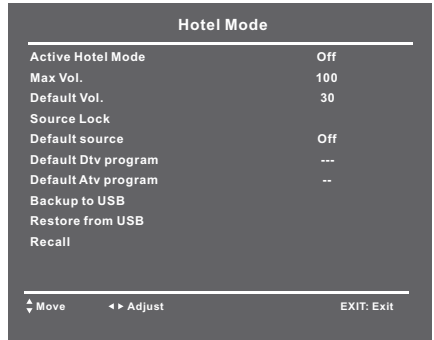 Hotel Mode
Active Hotel Mode Off
Max Vol. 100
Default Vol. 30
Source Lock
Default source Off
Default Dtv program ---
Default Atv program --
Backup to USB
Restore from USB
Recall
Move Adjust EXIT: Exit